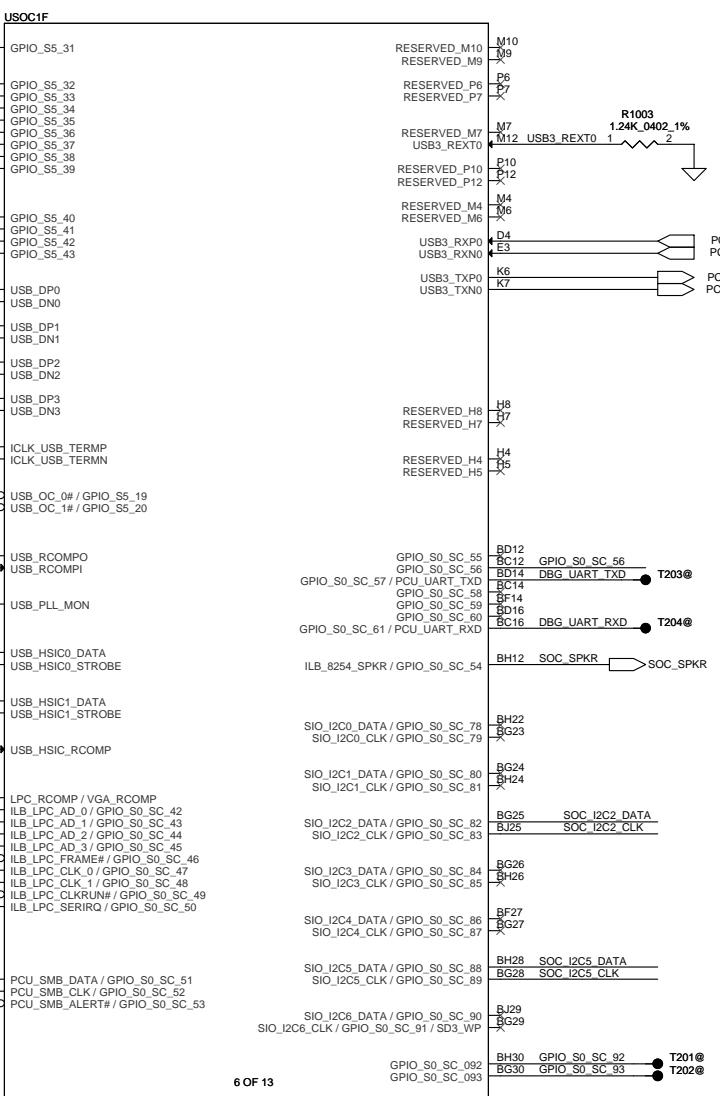 USOC1F
GPIO_S5_31
RESERVED_M10 M10
RESERVED_M9 M9
GPIO_S5_32
GPIO_S5_33
GPIO_S5_34
GPIO_S5_35
GPIO_S5_36
GPIO_S5_37
GPIO_S5_38
GPIO_S5_39
RESERVED_P6 P6
RESERVED_P7 P7
R1003
1.24K_0402_1%
RESERVED_M7 M7
USB3_REXT0 M12 USB3_REXT0 1 2
RESERVED_P10 P10
RESERVED_P12 P12
RESERVED_M4 M4
RESERVED_M6 M6
GPIO_S5_40
GPIO_S5_41
GPIO_S5_42
GPIO_S5_43
USB3_RXP0 D4
USB3_RXN0 E3
USB3_TXP0 K6
USB3_TXN0 K7
USB_DP0
USB_DN0
USB_DP1
USB_DN1
USB_DP2
USB_DN2
USB_DP3
USB_DN3
RESERVED_H8 H8
RESERVED_H7 H7
ICLK_USB_TERMP
ICLK_USB_TERMN
RESERVED_H4 H4
RESERVED_H5 H5
USB_OC_0# / GPIO_S5_19
USB_OC_1# / GPIO_S5_20
USB_RCOMPO
USB_RCOMPI
USB_PLL_MON
GPIO_S0_SC_55 BD12
GPIO_S0_SC_56 BC12 GPIO_S0_SC_56
GPIO_S0_SC_57 / PCU_UART_TXD BD14 DBG_UART_TXD T203@
GPIO_S0_SC_58 BC14
GPIO_S0_SC_59 BF14
GPIO_S0_SC_60 BD16
GPIO_S0_SC_61 / PCU_UART_RXD BC16 DBG_UART_RXD T204@
USB_HSIC0_DATA
USB_HSIC0_STROBE
ILB_8254_SPKR / GPIO_S0_SC_54 BH12 SOC_SPKR SOC_SPKR
USB_HSIC1_DATA
USB_HSIC1_STROBE
SIO_I2C0_DATA / GPIO_S0_SC_78 BH22
SIO_I2C0_CLK / GPIO_S0_SC_79 BG23
USB_HSIC_RCOMP
SIO_I2C1_DATA / GPIO_S0_SC_80 BG24
SIO_I2C1_CLK / GPIO_S0_SC_81 BH24
LPC_RCOMP / VGA_RCOMP
ILB_LPC_AD_0 / GPIO_S0_SC_42
ILB_LPC_AD_1 / GPIO_S0_SC_43
ILB_LPC_AD_2 / GPIO_S0_SC_44
ILB_LPC_AD_3 / GPIO_S0_SC_45
ILB_LPC_FRAME# / GPIO_S0_SC_46
ILB_LPC_CLK_0 / GPIO_S0_SC_47
ILB_LPC_CLK_1 / GPIO_S0_SC_48
ILB_LPC_CLKRUN# / GPIO_S0_SC_49
ILB_LPC_SERIRQ / GPIO_S0_SC_50
SIO_I2C2_DATA / GPIO_S0_SC_82 BG25 SOC_I2C2_DATA
SIO_I2C2_CLK / GPIO_S0_SC_83 BJ25 SOC_I2C2_CLK
SIO_I2C3_DATA / GPIO_S0_SC_84 BG26
SIO_I2C3_CLK / GPIO_S0_SC_85 BH26
SIO_I2C4_DATA / GPIO_S0_SC_86 BF27
SIO_I2C4_CLK / GPIO_S0_SC_87 BG27
SIO_I2C5_DATA / GPIO_S0_SC_88 BH28 SOC_I2C5_DATA
SIO_I2C5_CLK / GPIO_S0_SC_89 BG28 SOC_I2C5_CLK
PCU_SMB_DATA / GPIO_S0_SC_51
PCU_SMB_CLK / GPIO_S0_SC_52
PCU_SMB_ALERT# / GPIO_S0_SC_53
SIO_I2C6_DATA / GPIO_S0_SC_90 BJ29
SIO_I2C6_CLK / GPIO_S0_SC_91 / SD3_WP BG29
GPIO_S0_SC_092 BH30 GPIO_S0_SC_92 T201@
GPIO_S0_SC_093 BG30 GPIO_S0_SC_93 T202@
6 OF 13